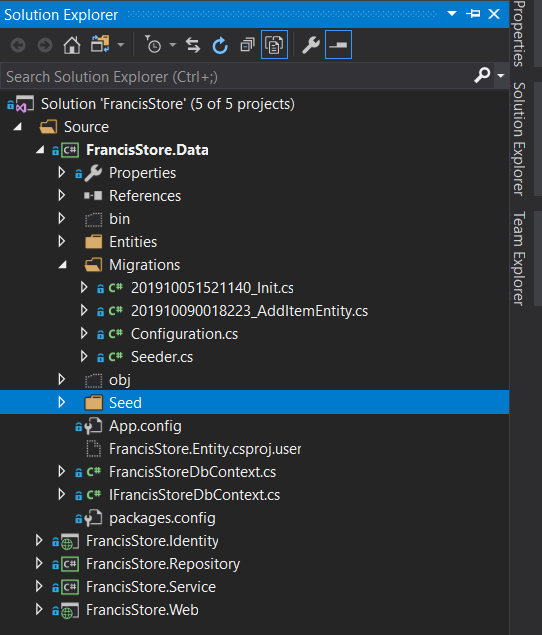 Solution Explorer
Search Solution Explorer (Ctrl+;)
Solution 'FrancisStore' (5 of 5 projects)
Source
C# FrancisStore.Data
Properties
References
bin
Entities
Migrations
C# 201910051521140_Init.cs
C# 201910090018223_AddItemEntity.cs
C# Configuration.cs
C# Seeder.cs
obj
Seed
App.config
FrancisStore.Entity.csproj.user
C# FrancisStoreDbContext.cs
C# IFrancisStoreDbContext.cs
packages.config
FrancisStore.Identity
C# FrancisStore.Repository
C# FrancisStore.Service
FrancisStore.Web
Properties
Solution Explorer
Team Explorer